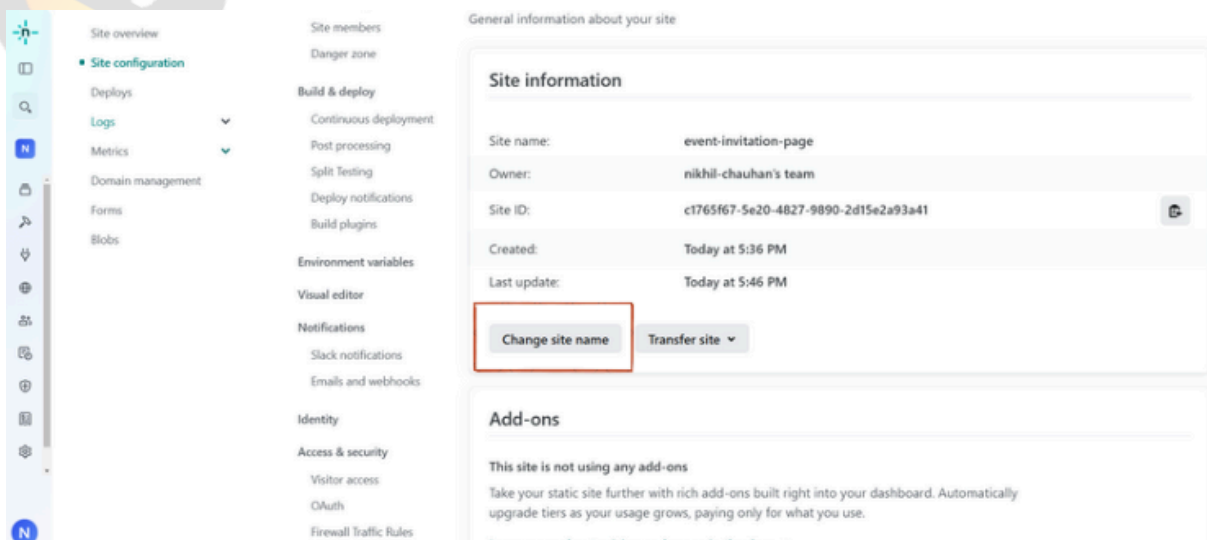 Site overview
Site configuration
Deploys
Logs
Metrics
Domain management
Forms
Blobs
Site members
Danger zone
Build & deploy
Continuous deployment
Post processing
Split Testing
Deploy notifications
Build plugins
Environment variables
Visual editor
Notifications
Slack notifications
Emails and webhooks
Identity
Access & security
Visitor access
OAuth
Firewall Traffic Rules
General information about your site
Site information
Site name: event-invitation-page
Owner: nikhil-chauhan's team
Site ID: c1765f67-5e20-4827-9890-2d15e2a93a41
Created: Today at 5:36 PM
Last update: Today at 5:46 PM
Change site name Transfer site
Add-ons
This site is not using any add-ons
Take your static site further with rich add-ons built right into your dashboard. Automatically
upgrade tiers as your usage grows, paying only for what you use.
N
N